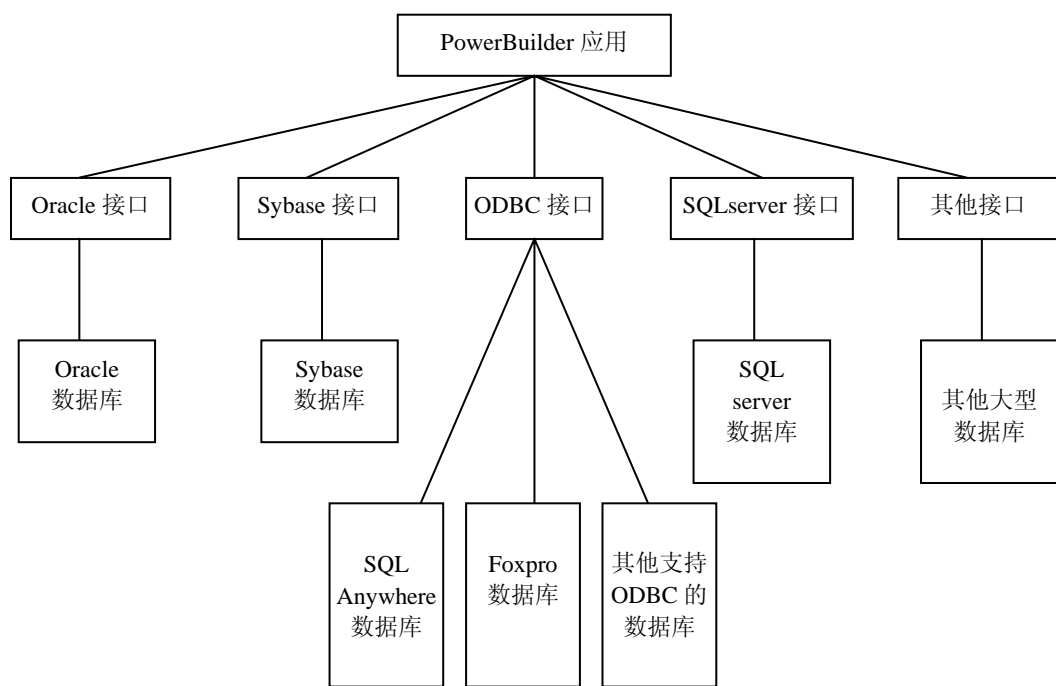 PowerBuilder 应用
Oracle 接口
Sybase 接口
ODBC 接口
SQLserver 接口
其他接口
Oracle
数据库
Sybase
数据库
SQL
server
数据库
其他大型
数据库
SQL
Anywhere
数据库
Foxpro
数据库
其他支持
ODBC 的
数据库